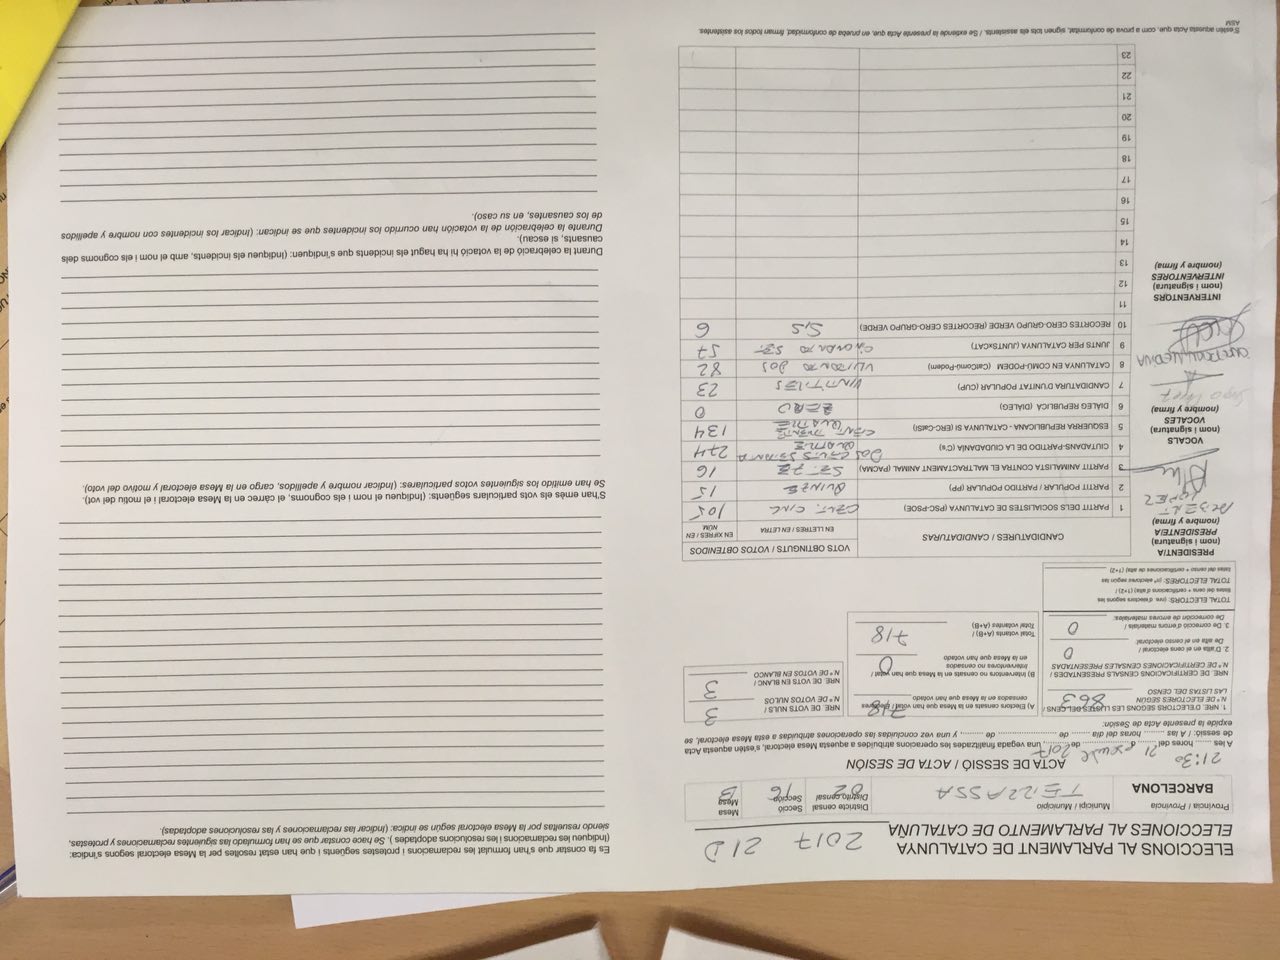 ELECCIONS AL PARLAMENT DE CATALUNYA
ELECCIONES AL PARLAMENTO DE CATALUÑA
2017 21D
Província / Provincia
BARCELONA
Municipi / Municipio
TERRASSA
Districte censal
Distrito censal
02
Secció
Sección
16
Mesa
Mesa
B
ACTA DE SESSIÓ / ACTA DE SESIÓN
21:30 21 2017
A les ........ hores del ........ d ........ de ........ una vegada finalitzades les operacions atribuïdes a aquesta Mesa electoral, s'estén aquesta Acta
de sessió: / A las ........ horas del día ........ de ........ de ........ y una vez concluidas las operaciones atribuidas a esta Mesa electoral, se
expide la presente Acta de Sesión:
1. NRE. D'ELECTORS SEGONS LES LLISTES DEL CENS /
N.º DE ELECTORES SEGÚN
LAS LISTAS DEL CENSO
863
NRE. DE CERTIFICACIONS CENSALS PRESENTADES /
N.º DE CERTIFICACIONES CENSALES PRESENTADAS
2. D'alta en el cens electoral /
De alta en el censo electoral:
0
3. De correcció d'errors materials /
De corrección de errores materiales:
0
TOTAL ELECTORS: (nre. d'electors segons les
llistes del cens + certificacions d'alta) (1+2) /
TOTAL ELECTORES: (nº electores según las
listas del censo + certificaciones de alta) (1+2)
A) Electors censats en la Mesa que han votat / Electores
censados en la Mesa que han votado
718
B) Interventors no censats en la Mesa que han votat /
Interventores no censados
en la Mesa que han votado
0
Total votants (A+B) /
Total votantes (A+B)
718
NRE. DE VOTS NULS /
N.º DE VOTOS NULOS
3
NRE. DE VOTS EN BLANC /
N.º DE VOTOS EN BLANCO
3
CANDIDATURES / CANDIDATURAS
VOTS OBTINGUTS / VOTOS OBTENIDOS
EN LLETRES / EN LETRA
EN XIFRES / EN NÚM.
1 PARTIT DELS SOCIALISTES DE CATALUNYA (PSC-PSOE) CENT. CINC 105
2 PARTIT POPULAR / PARTIDO POPULAR (PP) QUINZE 15
3 PARTIT ANIMALISTA CONTRA EL MALTRACTAMENT ANIMAL (PACMA) SETZE 16
4 CIUTADANS-PARTIDO DE LA CIUDADANÍA (C's) DOSCENTS SETANTA QUATRE 274
5 ESQUERRA REPUBLICANA - CATALUNYA SÍ (ERC-CatSí) CENT TRENTA QUATRE 134
6 DIÀLEG REPÚBLICA (DIÀLEG) ZERO 0
7 CANDIDATURA D'UNITAT POPULAR (CUP) VINTITRES 23
8 CATALUNYA EN COMÚ-PODEM (CatComú-Podem) VUITANTA DOS 82
9 JUNTS PER CATALUNYA (JUNTSxCAT) CINQUANTA SET 57
10 RECORTES CERO-GRUPO VERDE (RECORTES CERO-GRUPO VERDE) SIS 6
11
12
13
14
15
16
17
18
19
20
21
22
23
PRESIDENT/A
(nom i signatura)
PRESIDENTE/A
(nombre y firma)
ALBERT
LOPEZ
VOCALS
(nom i signatura)
VOCALES
(nombre y firma)
MEDINA
INTERVENTORS
(nom i signatura)
INTERVENTORES
(nombre y firma)
S'estén aquesta Acta que, com a prova de conformitat, signen tots els assistents. / Se extiende la presente Acta que, en prueba de conformidad, firman todos los asistentes.
ASM
Es fa constar que s'han formulat les reclamacions i protestes següents i que han estat resoltes per la Mesa electoral segons s'indica:
(Indiqueu les reclamacions i les resolucions adoptades). Se hace constar que se han formulado las siguientes reclamaciones y protestas,
siendo resueltas por la Mesa electoral según se indica: (Indicar las reclamaciones y las resoluciones adoptadas).
S'han emès els vots particulars següents: (Indiqueu el nom i els cognoms, el càrrec en la Mesa electoral i el motiu del vot).
Se han emitido los siguientes votos particulares: (Indicar nombre y apellidos, cargo en la Mesa electoral y motivo del voto).
Durant la celebració de la votació hi ha hagut els incidents que s'indiquen: (Indiqueu els incidents, amb el nom i els cognoms dels
causants, si escau).
Durante la celebración de la votación han ocurrido los incidentes que se indican: (Indicar los incidentes con nombre y apellidos
de los causantes, en su caso).